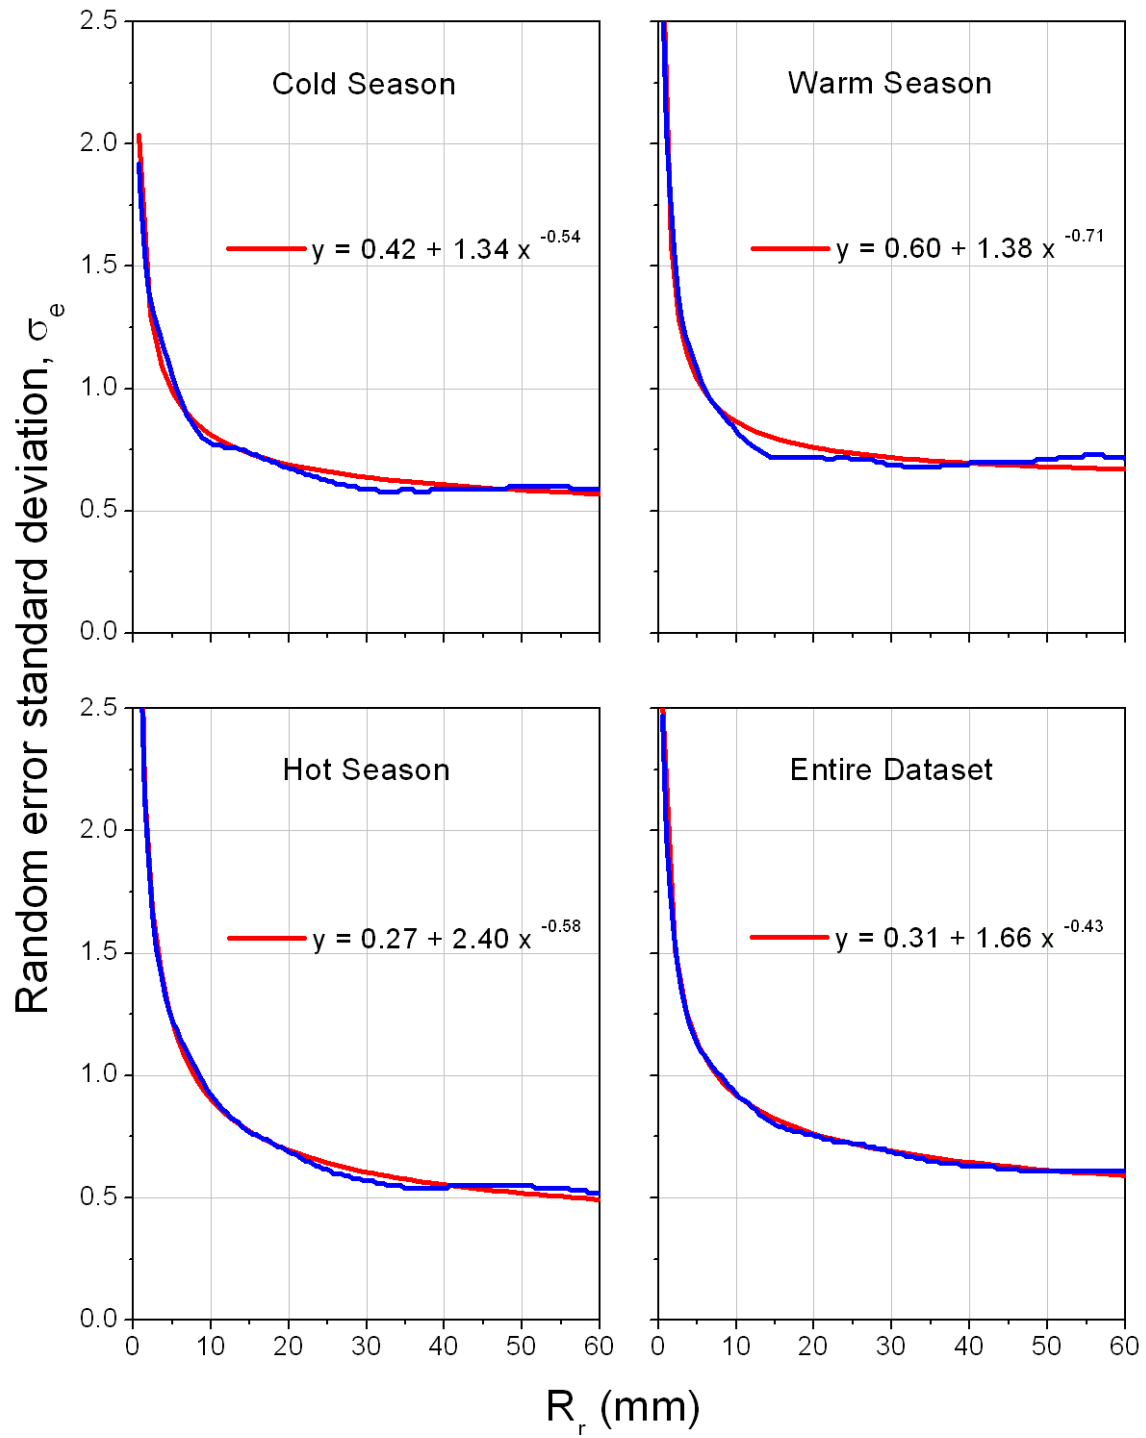 Random error standard deviation, σe
2.5
2.0
1.5
1.0
0.5
0.0
Cold Season
y = 0.42 + 1.34 x -0.54
Warm Season
y = 0.60 + 1.38 x -0.71
2.5
2.0
1.5
1.0
0.5
0.0
Hot Season
y = 0.27 + 2.40 x -0.58
0 10 20 30 40 50 60
Entire Dataset
y = 0.31 + 1.66 x -0.43
0 10 20 30 40 50 60
Rr (mm)